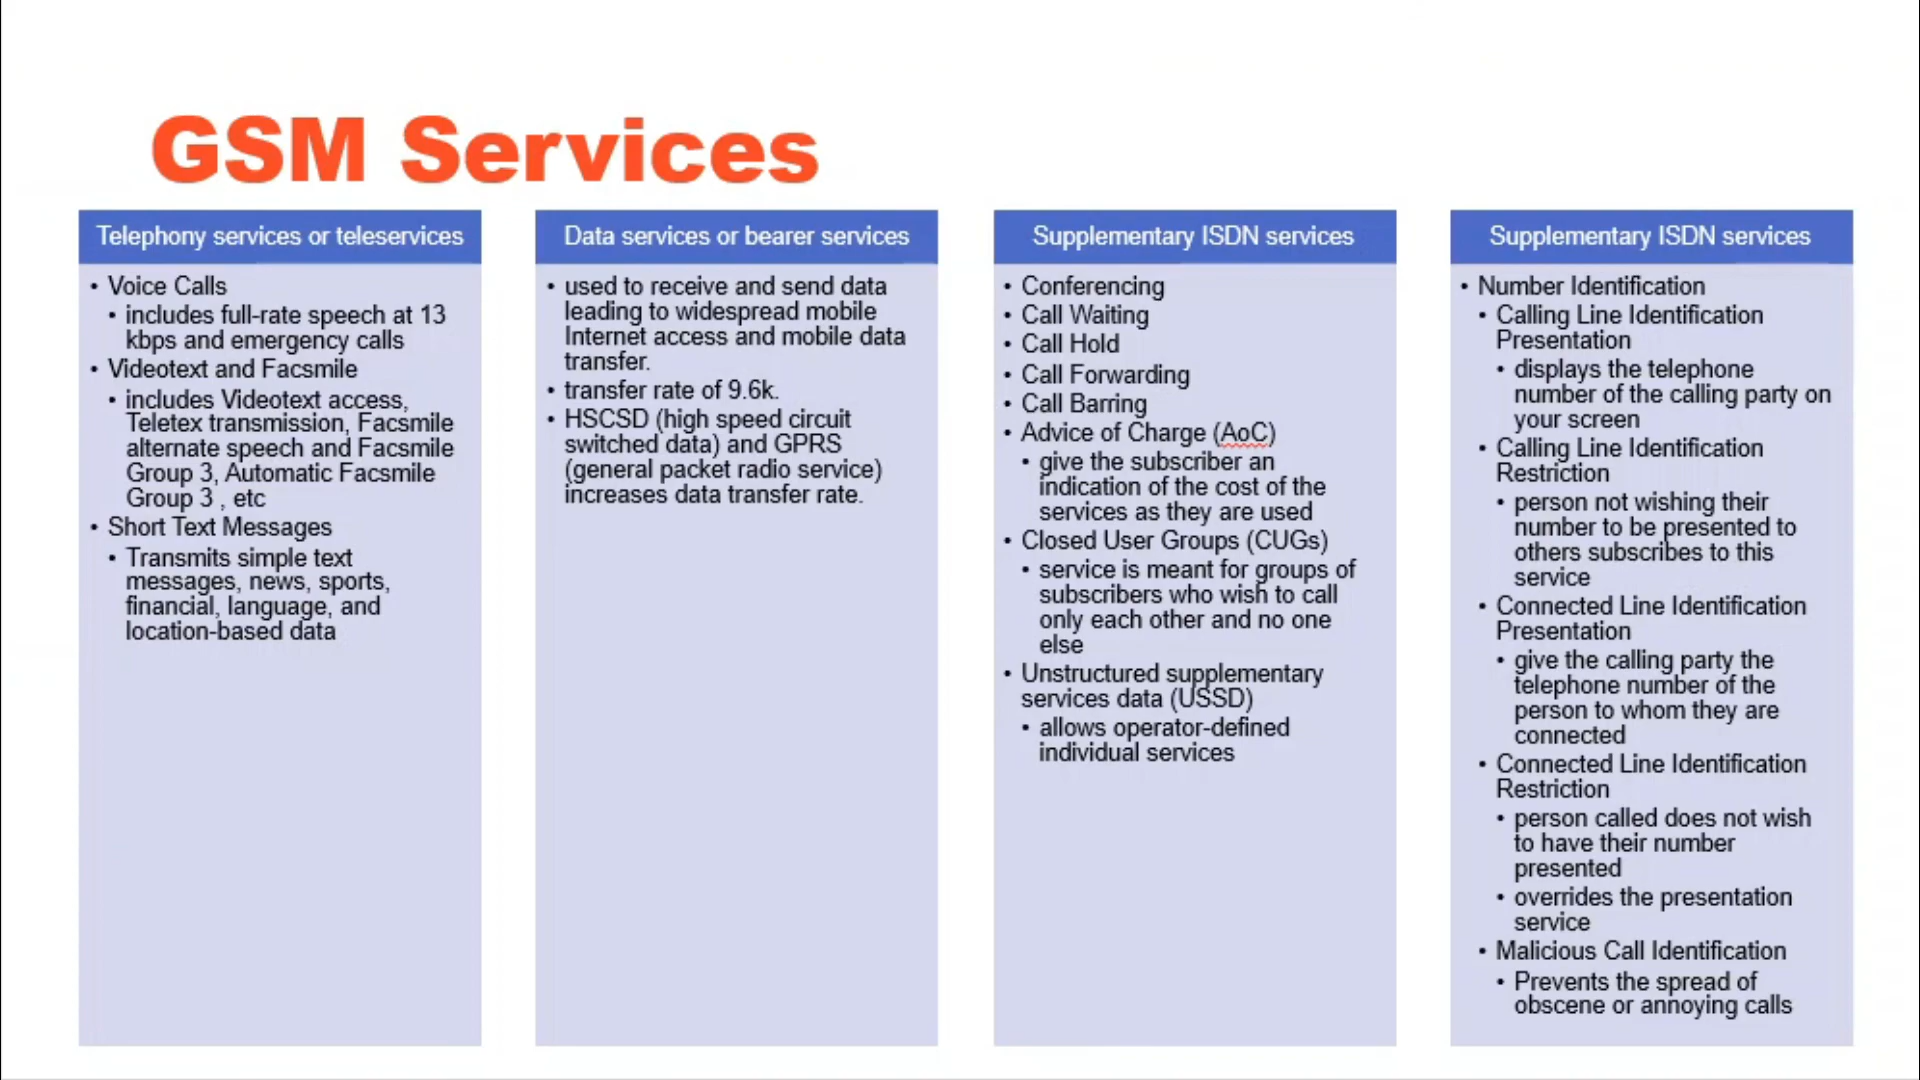 GSM Services
Telephony services or teleservices
• Voice Calls
• includes full-rate speech at 13
kbps and emergency calls
• Videotext and Facsmile
• includes Videotext access,
Teletex transmission, Facsmile
alternate speech and Facsmile
Group 3, Automatic Facsmile
Group 3 , etc
• Short Text Messages
• Transmits simple text
messages, news, sports,
financial, language, and
location-based data
Data services or bearer services
• used to receive and send data
leading to widespread mobile
Internet access and mobile data
transfer.
• transfer rate of 9.6k.
• HSCSD (high speed circuit
switched data) and GPRS
(general packet radio service)
increases data transfer rate.
Supplementary ISDN services
• Conferencing
• Call Waiting
• Call Hold
• Call Forwarding
• Call Barring
• Advice of Charge (AoC)
• give the subscriber an
indication of the cost of the
services as they are used
• Closed User Groups (CUGs)
• service is meant for groups of
subscribers who wish to call
only each other and no one
else
• Unstructured supplementary
services data (USSD)
• allows operator-defined
individual services
Supplementary ISDN services
• Number Identification
• Calling Line Identification
Presentation
• displays the telephone
number of the calling party on
your screen
• Calling Line Identification
Restriction
• person not wishing their
number to be presented to
others subscribes to this
service
• Connected Line Identification
Presentation
• give the calling party the
telephone number of the
person to whom they are
connected
• Connected Line Identification
Restriction
• person called does not wish
to have their number
presented
• overrides the presentation
service
• Malicious Call Identification
• Prevents the spread of
obscene or annoying calls